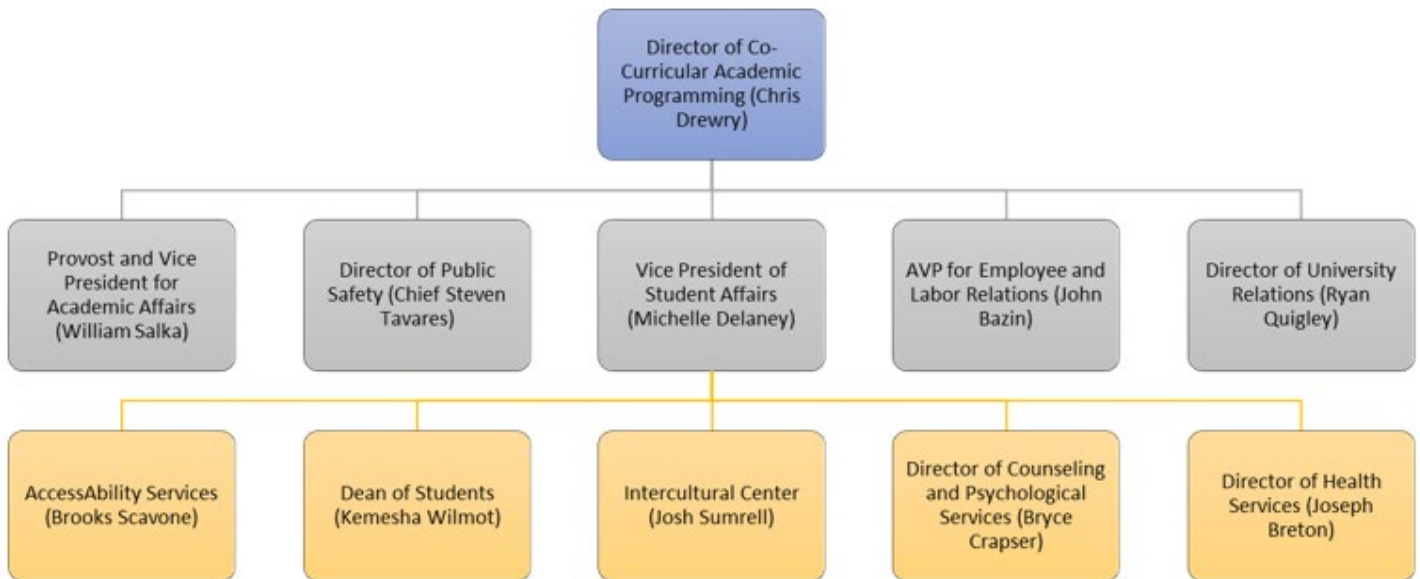 Director of Co-
Curricular Academic
Programming (Chris
Drewry)
Provost and Vice
President for
Academic Affairs
(William Salka)
Director of Public
Safety (Chief Steven
Tavares)
Vice President of
Student Affairs
(Michelle Delaney)
AVP for Employee and
Labor Relations (John
Bazin)
Director of University
Relations (Ryan
Quigley)
AccessAbility Services
(Brooks Scavone)
Dean of Students
(Kemesha Wilmot)
Intercultural Center
(Josh Sumrell)
Director of Counseling
and Psychological
Services (Bryce
Crapser)
Director of Health
Services (Joseph
Breton)